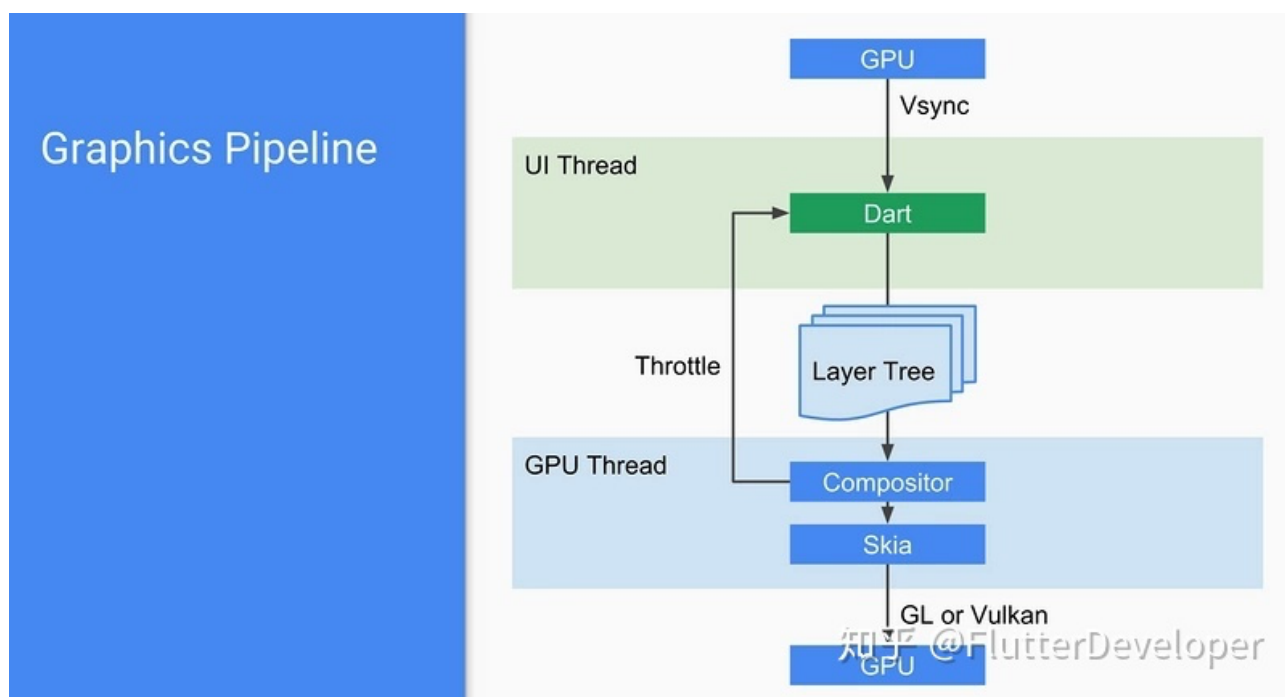 Graphics Pipeline
GPU
Vsync
UI Thread
Dart
Throttle
Layer Tree
GPU Thread
Compositor
Skia
GL or Vulkan
知乎 @FlutterDeveloper
GPU